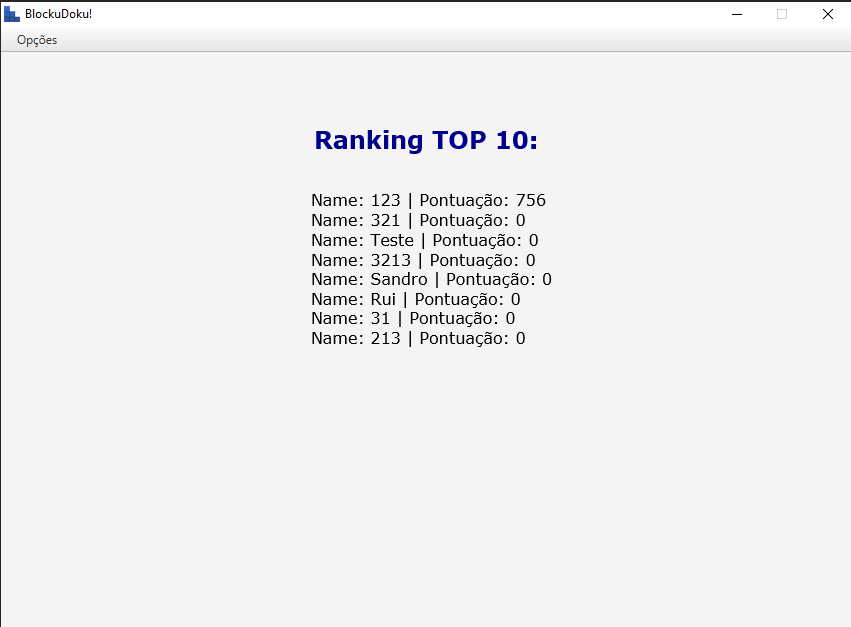 BlockuDoku!
Opções
Ranking TOP 10:
Name: 123 | Pontuação: 756
Name: 321 | Pontuação: 0
Name: Teste | Pontuação: 0
Name: 3213 | Pontuação: 0
Name: Sandro | Pontuação: 0
Name: Rui | Pontuação: 0
Name: 31 | Pontuação: 0
Name: 213 | Pontuação: 0